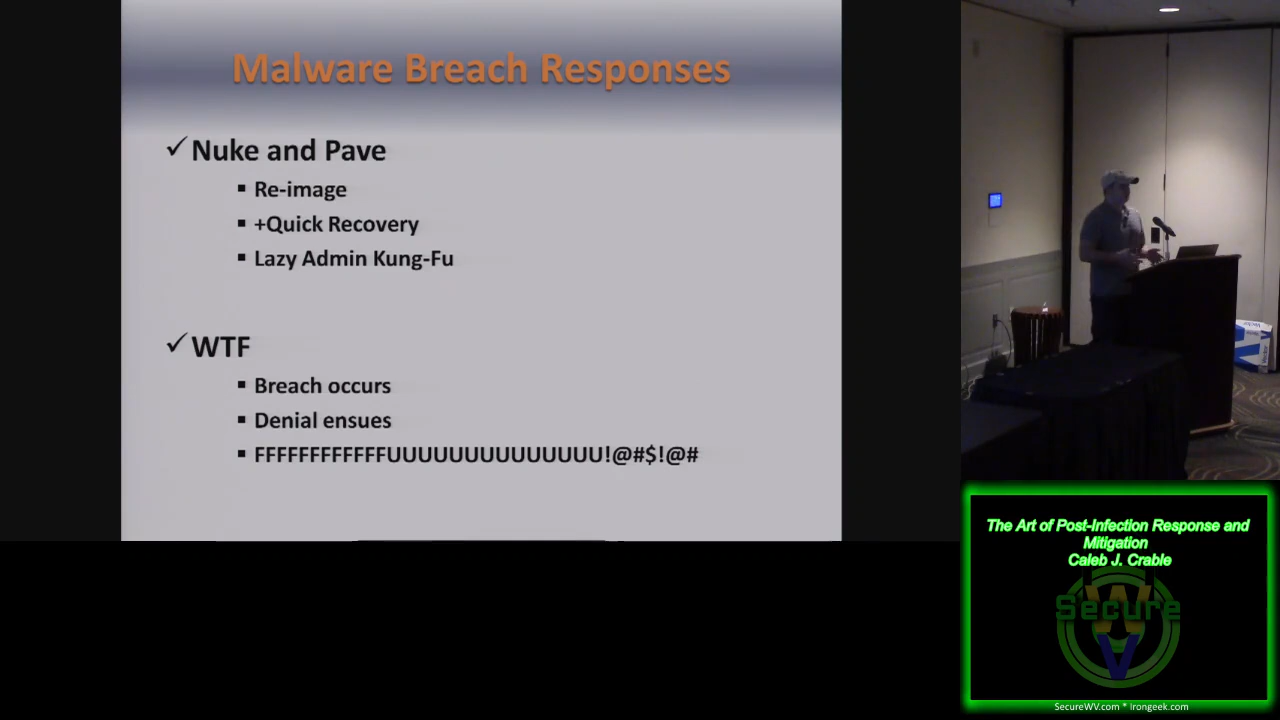 Malware Breach Responses
Nuke and Pave
Re-image
+Quick Recovery
Lazy Admin Kung-Fu
WTF
Breach occurs
Denial ensues
FFFFFFFFFFFFUUUUUUUUUUUUUUU!@#$!@#
The Art of Post-Infection Response and
Mitigation
Caleb J. Crable
Secure
W
V
SecureWV.com * Irongeek.com